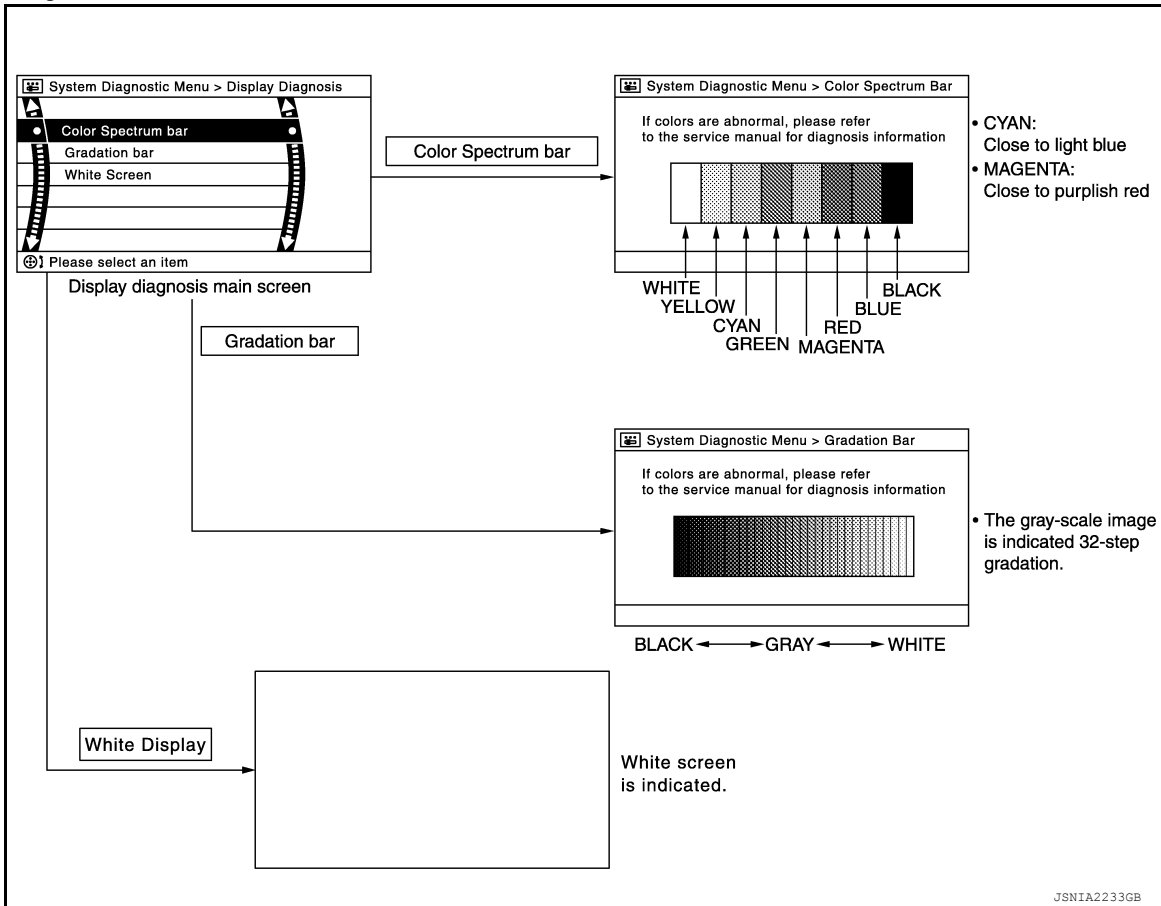 System Diagnostic Menu > Display Diagnosis
Color Spectrum bar
Gradation bar
White Screen
Please select an item
Display diagnosis main screen
Color Spectrum bar
System Diagnostic Menu > Color Spectrum Bar
If colors are abnormal, please refer
to the service manual for diagnosis information
WHITE
YELLOW
CYAN
GREEN
MAGENTA
RED
BLUE
BLACK
• CYAN:
Close to light blue
• MAGENTA:
Close to purplish red
Gradation bar
System Diagnostic Menu > Gradation Bar
If colors are abnormal, please refer
to the service manual for diagnosis information
BLACK
GRAY
WHITE
• The gray-scale image
is indicated 32-step
gradation.
White Display
White screen
is indicated.
JSNIA2233GB